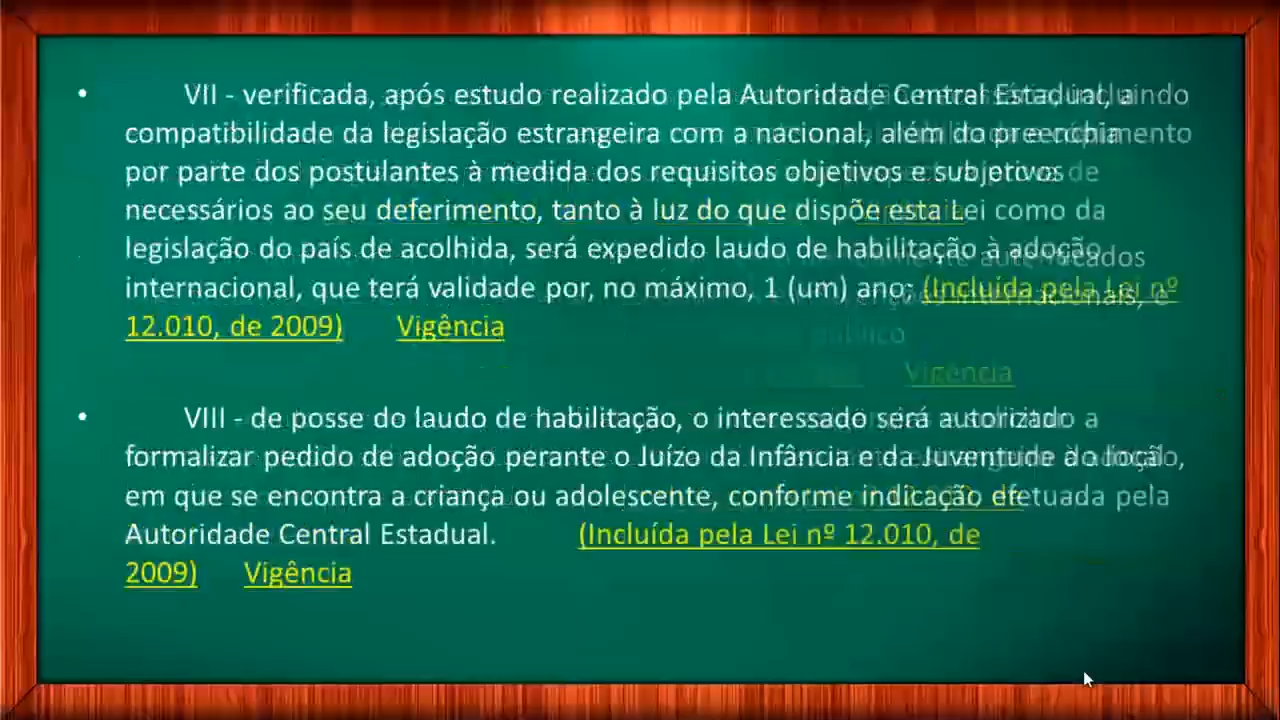 • VII - verificada, após estudo realizado pela Autoridade Central Estadual, a
compatibilidade da legislação estrangeira com a nacional, além do preenchimento
por parte dos postulantes à medida dos requisitos objetivos e subjetivos
necessários ao seu deferimento, tanto à luz do que dispõe esta Lei como da
legislação do país de acolhida, será expedido laudo de habilitação à adoção
internacional, que terá validade por, no máximo, 1 (um) ano; (Incluída pela Lei nº
12.010, de 2009) Vigência
• VIII - de posse do laudo de habilitação, o interessado será autorizado a
formalizar pedido de adoção perante o Juízo da Infância e da Juventude do local
em que se encontra a criança ou adolescente, conforme indicação efetuada pela
Autoridade Central Estadual. (Incluída pela Lei nº 12.010, de
2009) Vigência